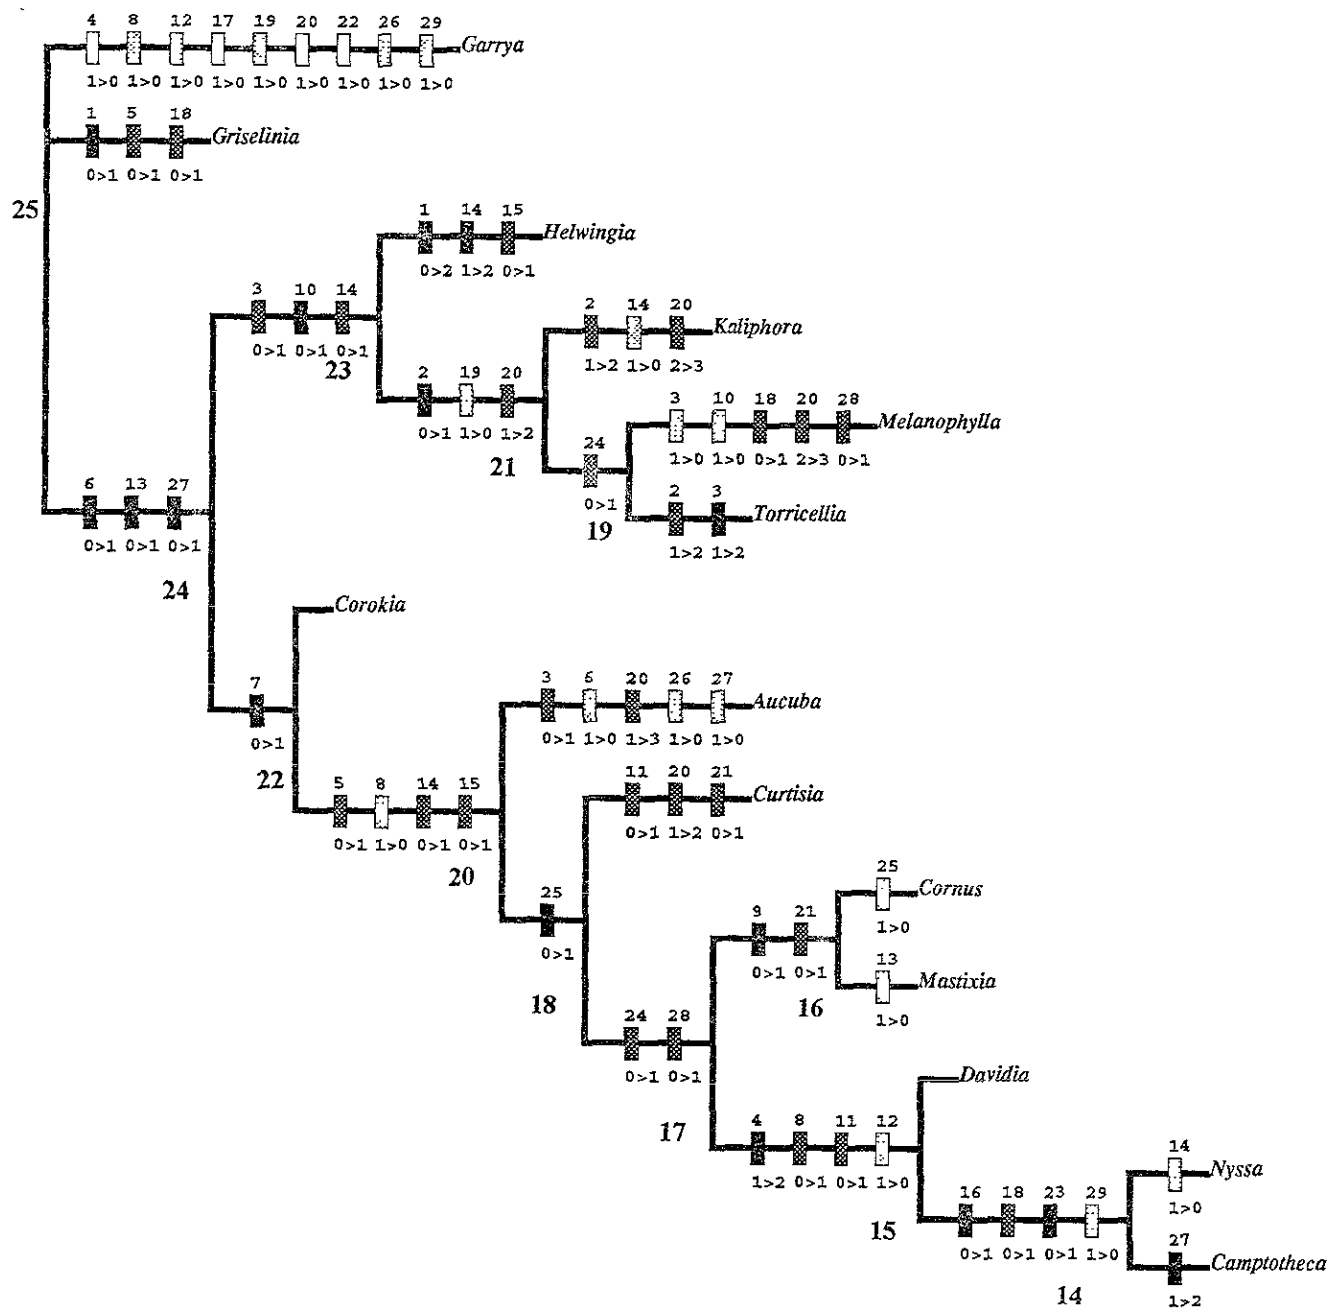 4 8 12 17 19 20 22 26 29
Garrya
1>0 1>0 1>0 1>0 1>0 1>0 1>0 1>0 1>0
1 5 18
Griselinia
0>1 0>1 0>1
25
1 14 15
Helwingia
0>2 1>2 0>1
3 10 14
0>1 0>1 0>1
23
2 14 20
Kaliphora
1>2 1>0 2>3
2 19 20
0>1 1>0 1>2
21
3 10 18 20 28
Melanophylla
1>0 1>0 0>1 2>3 0>1
24
0>1
19
2 3
Torricellia
1>2 1>2
6 13 27
0>1 0>1 0>1
24
Corokia
7
0>1
22
3 6 20 26 27
Aucuba
0>1 1>0 1>3 1>0 1>0
5 8 14 15
0>1 1>0 0>1 0>1
20
11 20 21
Curtisia
0>1 1>2 0>1
25
0>1
18
25
Cornus
1>0
9 21
0>1 0>1
16
13
Mastixia
1>0
24 28
0>1 0>1
17
Davidia
4 8 11 12
1>2 0>1 0>1 1>0
15
14
Nyssa
1>0
16 18 23 29
0>1 0>1 0>1 1>0
14
27
Camptotheca
1>2